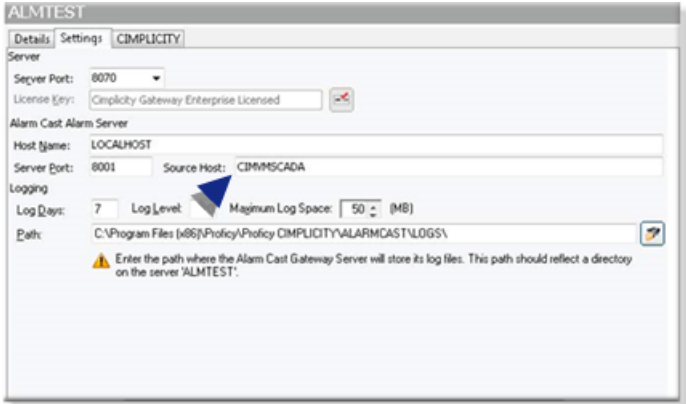 ALMTEST
Details Settings CIMPLICITY
Server
Server Port: 8070
License Key: Cimplicity Gateway Enterprise Licensed
Alarm Cast Alarm Server
Host Name: LOCALHOST
Server Port: 8001 Source Host: CIMVMSCADA
Logging
Log Days: 7 Log Level: Maximum Log Space: 50 (MB)
Path: C:\Program Files (x86)\Proficy\Proficy CIMPLICITY\ALARMCAST\LOGS\
Enter the path where the Alarm Cast Gateway Server will store its log files. This path should reflect a directory
on the server 'ALMTEST'.